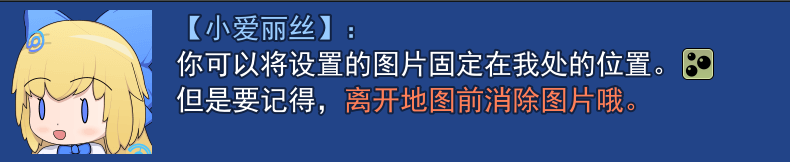 【小爱丽丝】：
你可以将设置的图片固定在我处的位置。
但是要记得，离开地图前消除图片哦。